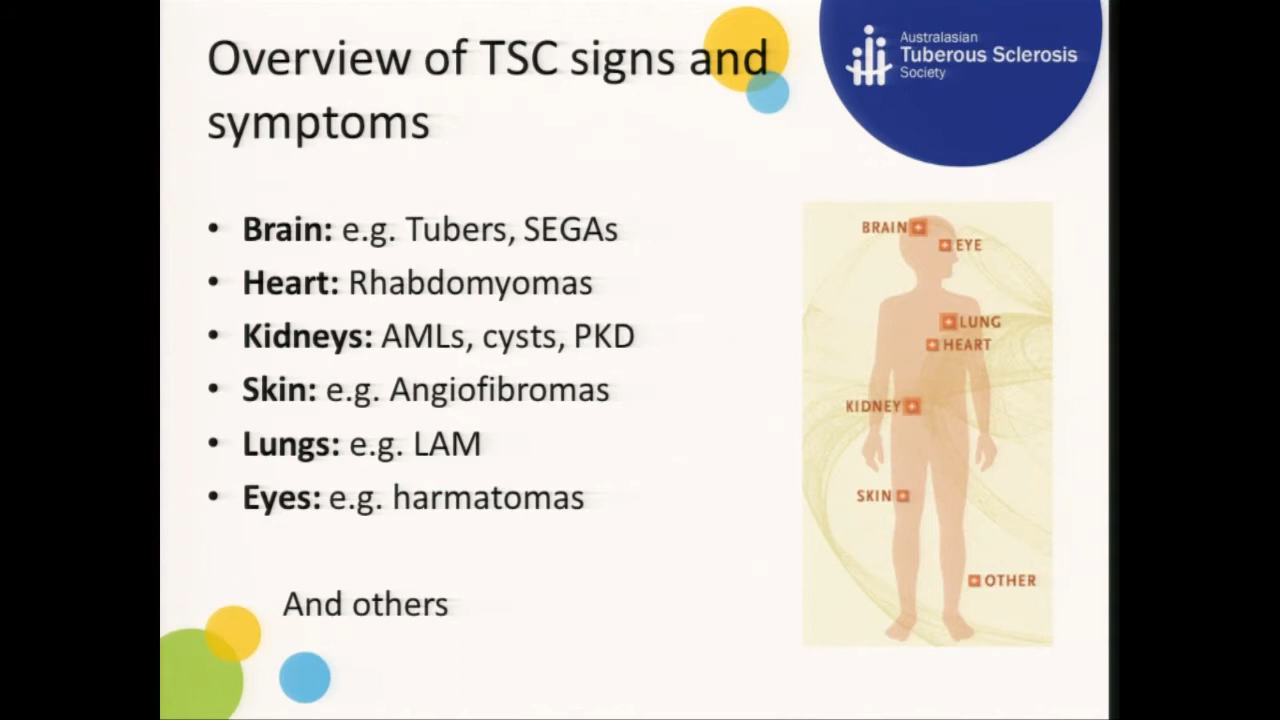 Overview of TSC signs and
symptoms
Australasian
Tuberous Sclerosis
Society
• Brain: e.g. Tubers, SEGAs
• Heart: Rhabdomyomas
• Kidneys: AMLs, cysts, PKD
• Skin: e.g. Angiofibromas
• Lungs: e.g. LAM
• Eyes: e.g. harmatomas
And others
BRAIN
EYE
LUNG
HEART
KIDNEY
SKIN
OTHER